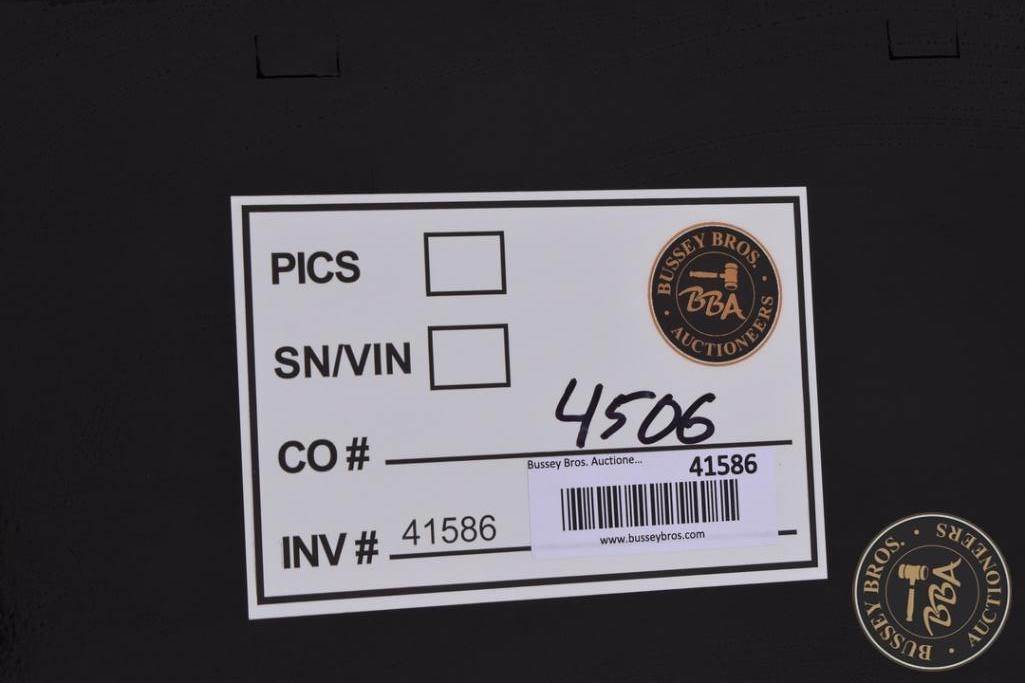 PICS
BUSSEY BROS. · AUCTIONEERS ·
BBA
SN/VIN
CO # 4506
Bussey Bros. Auctione... 41586
INV # 41586
www.busseybros.com
BUSSEY BROS. · AUCTIONEERS ·
BBA